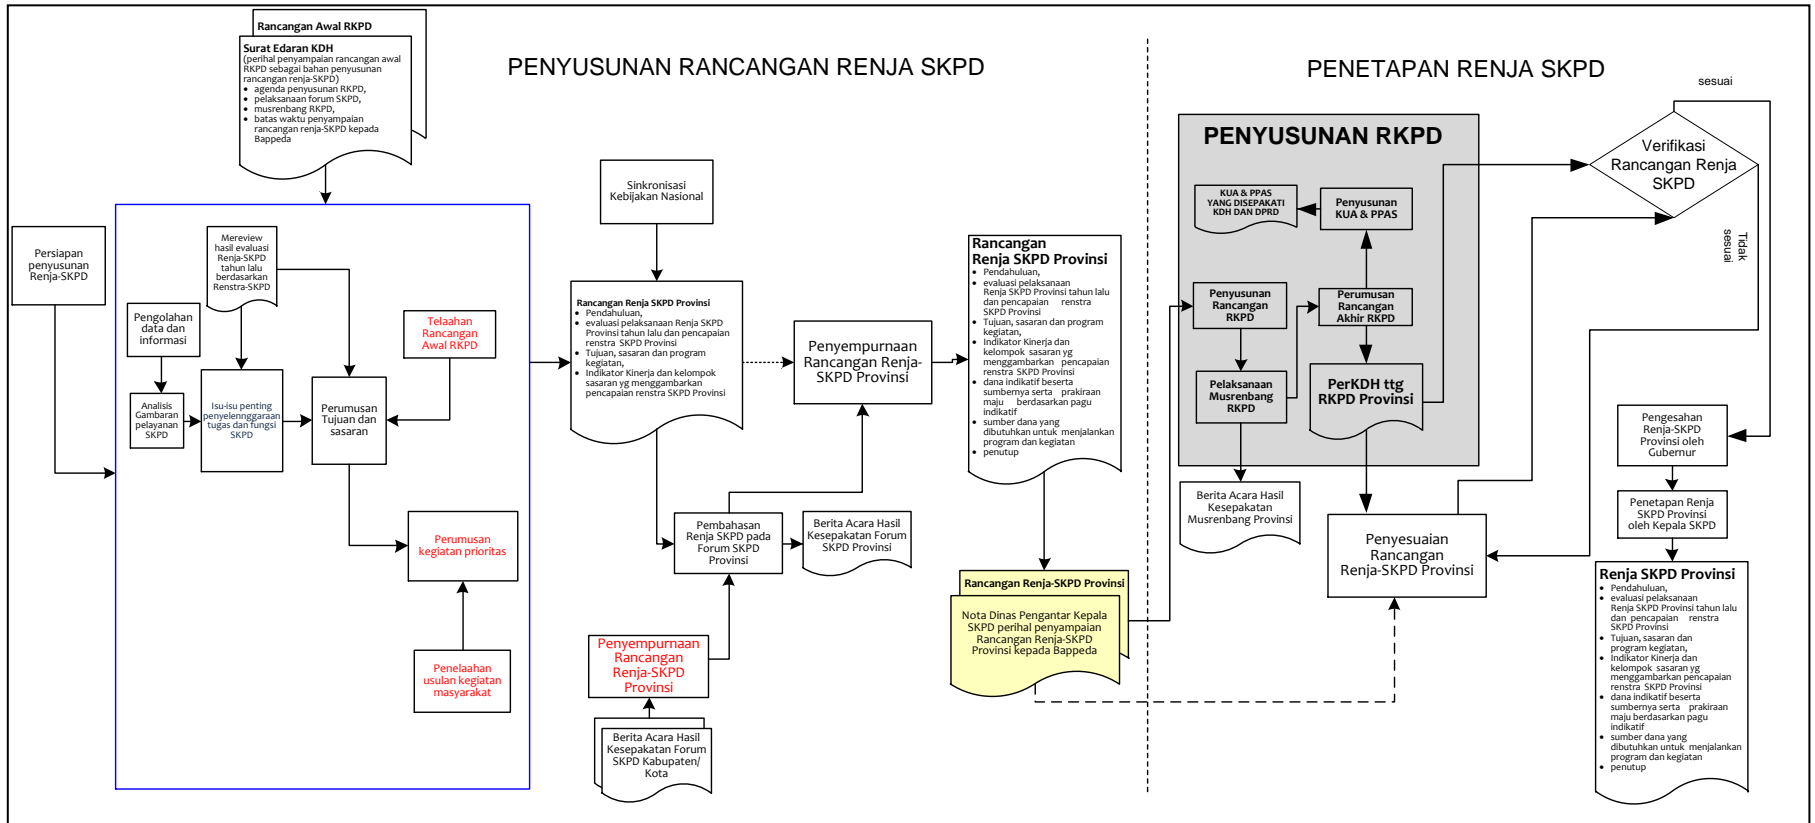 Rancangan Awal RKPD
Surat Edaran KDH
(perihal penyampaian rancangan awal
RKPD sebagai bahan penyusunan
rancangan renja-SKPD)
• agenda penyusunan RKPD,
• pelaksanaan forum SKPD,
• musrenbang RKPD,
• batas waktu penyampaian
rancangan renja-SKPD kepada
Bappeda
PENYUSUNAN RANCANGAN RENJA SKPD
Persiapan
penyusunan
Renja-SKPD
Mereview
hasil evaluasi
Renja-SKPD
tahun lalu
berdasarkan
Renstra-SKPD
Pengolahan
data dan
informasi
Telaahan
Rancangan
Awal RKPD
Analisis
Gambaran
pelayanan
SKPD
Isu-isu penting
penyelennggaraan
tugas dan fungsi
SKPD
Perumusan
Tujuan dan
sasaran
Perumusan
kegiatan prioritas
Penelaahan
usulan kegiatan
masyarakat
Sinkronisasi
Kebijakan Nasional
Rancangan Renja SKPD Provinsi
• Pendahuluan,
• evaluasi pelaksanaan Renja SKPD
Provinsi tahun lalu dan pencapaian
renstra SKPD Provinsi
• Tujuan, sasaran dan program
kegiatan,
• Indikator Kinerja dan kelompok
sasaran yg menggambarkan
pencapaian renstra SKPD Provinsi
Penyempurnaan
Rancangan Renja-
SKPD Provinsi
Pembahasan
Renja SKPD pada
Forum SKPD
Provinsi
Berita Acara Hasil
Kesepakatan Forum
SKPD Provinsi
Penyempurnaan
Rancangan
Renja-SKPD
Provinsi
Berita Acara Hasil
Kesepakatan Forum
SKPD Kabupaten/
Kota
Rancangan
Renja SKPD Provinsi
• Pendahuluan,
• evaluasi pelaksanaan
Renja SKPD Provinsi tahun lalu
dan pencapaian renstra
SKPD Provinsi
• Tujuan, sasaran dan program
kegiatan,
• Indikator Kinerja dan
kelompok sasaran yg
menggambarkan pencapaian
renstra SKPD Provinsi
• dana indikatif beserta
sumbernya serta prakiraan
maju berdasarkan pagu
indikatif
• sumber dana yang
dibutuhkan untuk menjalankan
program dan kegiatan
• penutup
Rancangan Renja-SKPD Provinsi
Nota Dinas Pengantar Kepala
SKPD perihal penyampaian
Rancangan Renja-SKPD
Provinsi kepada Bappeda
PENETAPAN RENJA SKPD
PENYUSUNAN RKPD
KUA & PPAS
YANG DISEPAKATI
KDH DAN DPRD
Penyusunan
KUA & PPAS
Penyusunan
Rancangan
RKPD
Perumusan
Rancangan
Akhir RKPD
Pelaksanaan
Musrenbang
RKPD
PerKDH ttg
RKPD Provinsi
Berita Acara Hasil
Kesepakatan
Musrenbang Provinsi
Penyesuaian
Rancangan
Renja-SKPD Provinsi
sesuai
Verifikasi
Rancangan Renja
SKPD
Tidak
sesuai
Pengesahan
Renja-SKPD
Provinsi oleh
Gubernur
Penetapan Renja
SKPD Provinsi
oleh Kepala SKPD
Renja SKPD Provinsi
• Pendahuluan,
• evaluasi pelaksanaan
Renja SKPD Provinsi tahun lalu
dan pencapaian renstra
SKPD Provinsi
• Tujuan, sasaran dan
program kegiatan,
• Indikator Kinerja dan
kelompok sasaran yg
menggambarkan pencapaian
renstra SKPD Provinsi
• dana indikatif beserta
sumbernya serta prakiraan
maju berdasarkan pagu
indikatif
• sumber dana yang
dibutuhkan untuk menjalankan
program dan kegiatan
• penutup